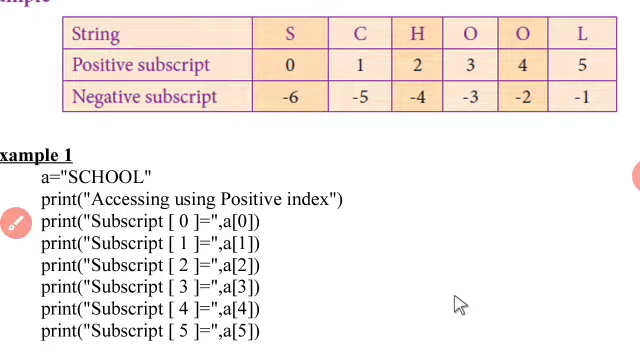 String S C H O O L
Positive subscript 0 1 2 3 4 5
Negative subscript -6 -5 -4 -3 -2 -1
xample 1
a="SCHOOL"
print("Accessing using Positive index")
print("Subscript [ 0 ]=",a[0])
print("Subscript [ 1 ]=",a[1])
print("Subscript [ 2 ]=",a[2])
print("Subscript [ 3 ]=",a[3])
print("Subscript [ 4 ]=",a[4])
print("Subscript [ 5 ]=",a[5])